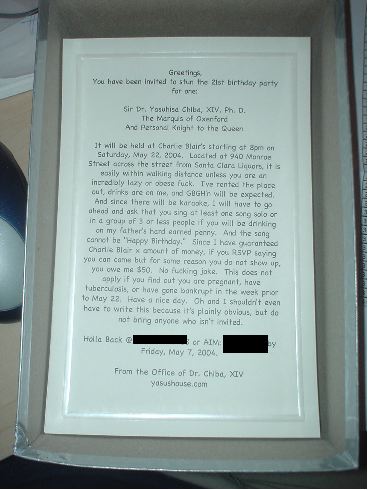 Greetings,
You have been invited to stun the 21st birthday party
for one:
Sir Dr. Yasuhisa Chiba, XIV, Ph. D.
The Marquis of Oxenford
And Personal Knight to the Queen
It will be held at Charlie Blair's starting at 8pm on
Saturday, May 22, 2004. Located at 940 Monroe
Street across the street from Santa Clara Liquors, it is
easily within walking distance unless you are an
incredibly lazy or obese fuck. I've rented the place
out, drinks are on me, and GBGH'n will be expected.
And since there will be karaoke, I will have to go
ahead and ask that you sing at least one song solo or
in a group of 3 or less people if you will be drinking
on my father's hard earned penny. And the song
cannot be "Happy Birthday." Since I have guaranteed
Charlie Blair x amount of money, if you RSVP saying
you can come but for some reason you do not show up,
you owe me $50. No fucking joke. This does not
apply if you find out you are pregnant, have
tuberculosis, or have gone bankrupt in the week prior
to May 22. Have a nice day. Oh and I shouldn't even
have to write this because it's plainly obvious, but do
not bring anyone who isn't invited.
Holla Back @ or AIM: by
Friday, May 7, 2004.
From the Office of Dr. Chiba, XIV
yasushouse.com